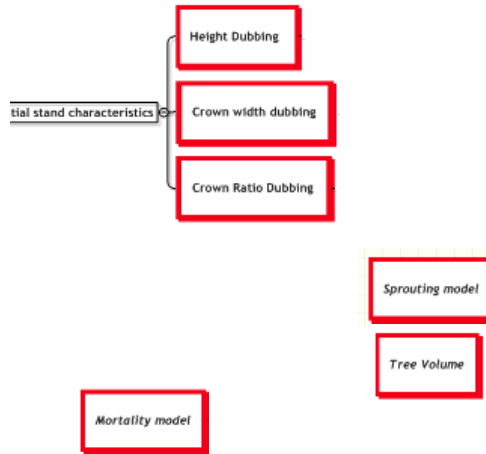 Height Dubbing
tial stand characteristics
Crown width dubbing
Crown Ratio Dubbing
Sprouting model
Tree Volume
Mortality model